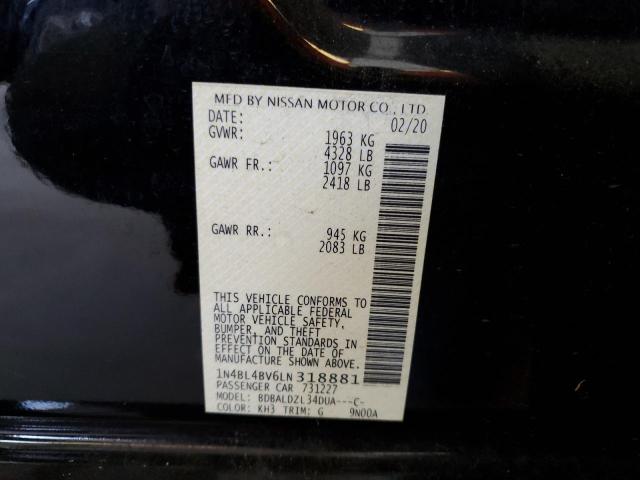 MFD BY NISSAN MOTOR CO., LTD.
DATE: 02/20
GVWR: 1963 KG
4328 LB
GAWR FR.: 1097 KG
2418 LB
GAWR RR.: 945 KG
2083 LB
THIS VEHICLE CONFORMS TO
ALL APPLICABLE FEDERAL
MOTOR VEHICLE SAFETY,
BUMPER, AND THEFT
PREVENTION STANDARDS IN
EFFECT ON THE DATE OF
MANUFACTURE SHOWN ABOVE.
1N4BL4BV6LN318881
PASSENGER CAR 731227
MODEL: BDBALDZL34DUA---C-
COLOR: KH3 TRIM: G 9N00A